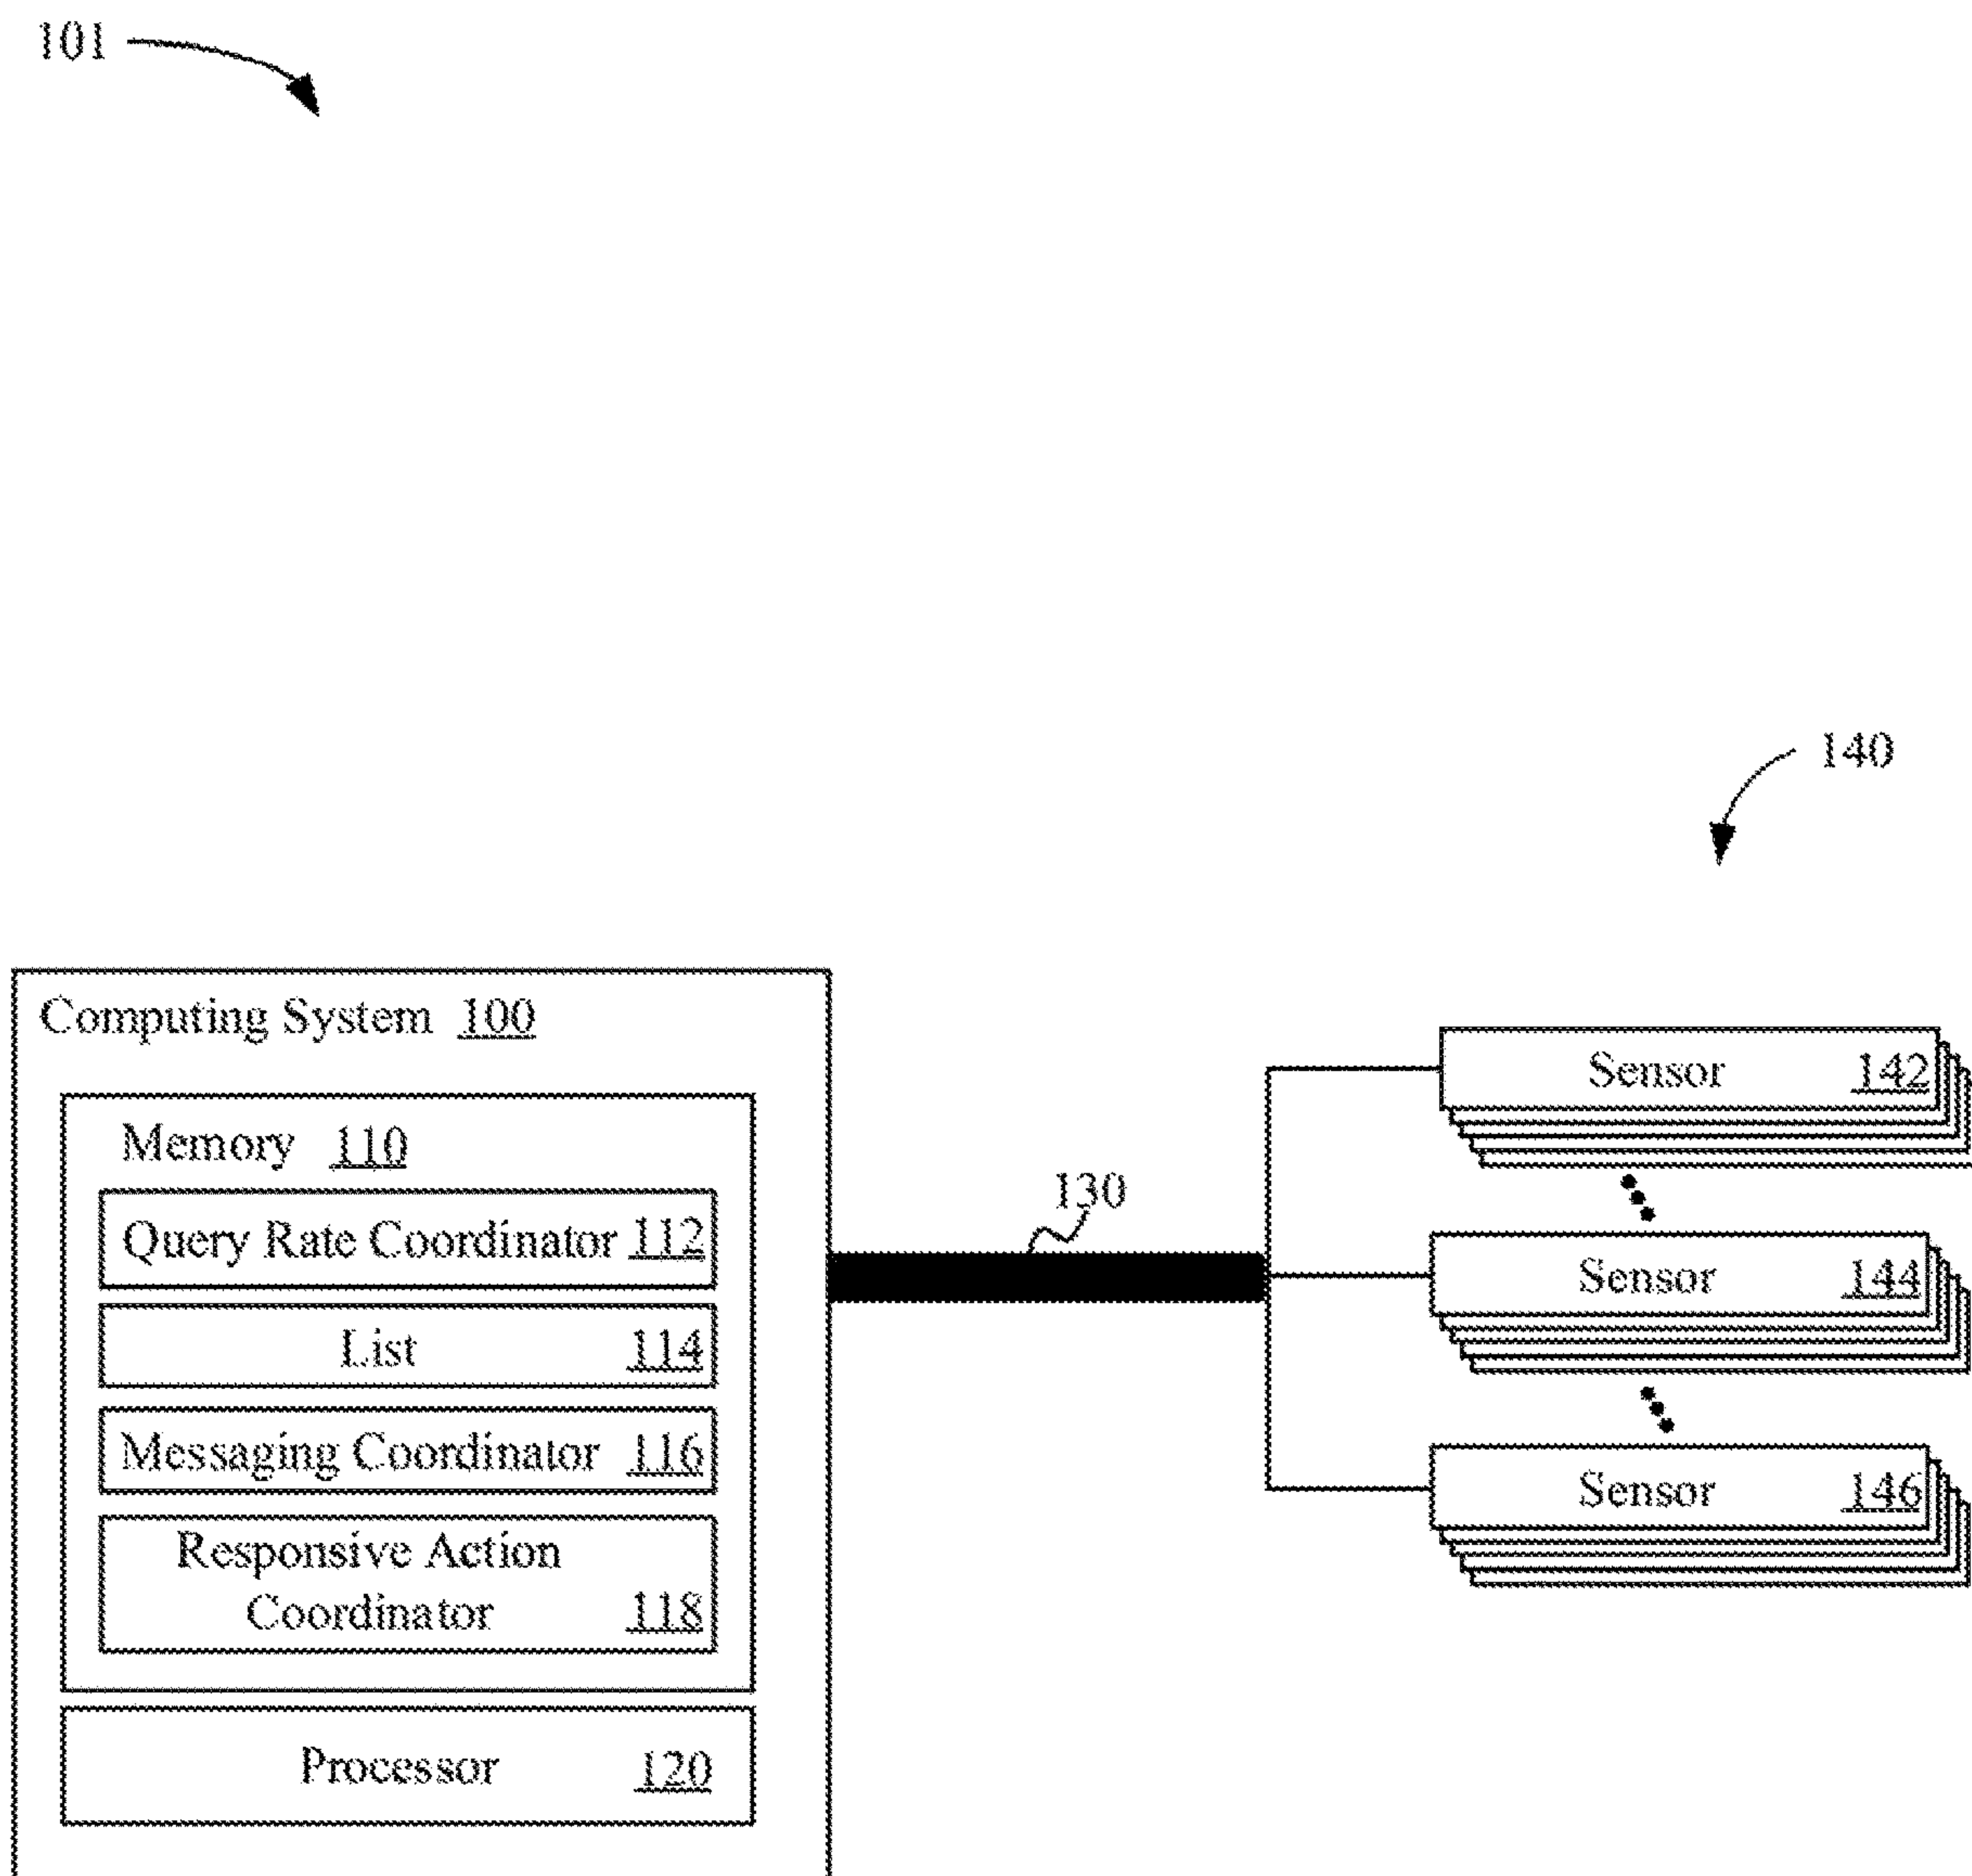 101
140
Computing System 100
Memory 110
Query Rate Coordinator 112
List 114
Messaging Coordinator 116
Responsive Action
Coordinator 118
Processor 120
130
Sensor 142
Sensor 144
Sensor 146